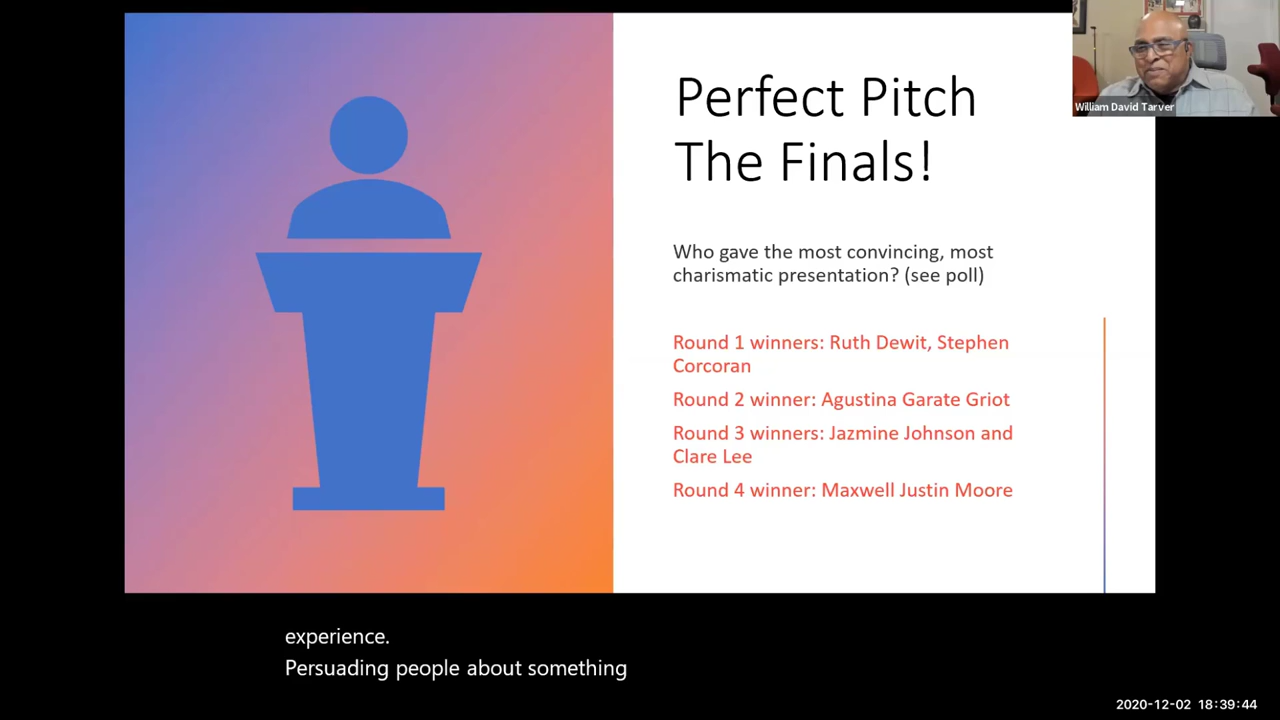 Perfect Pitch
The Finals!
William David Tarver
Who gave the most convincing, most
charismatic presentation? (see poll)
Round 1 winners: Ruth Dewit, Stephen
Corcoran
Round 2 winner: Agustina Garate Griot
Round 3 winners: Jazmine Johnson and
Clare Lee
Round 4 winner: Maxwell Justin Moore
experience.
Persuading people about something
2020-12-02 18:39:44